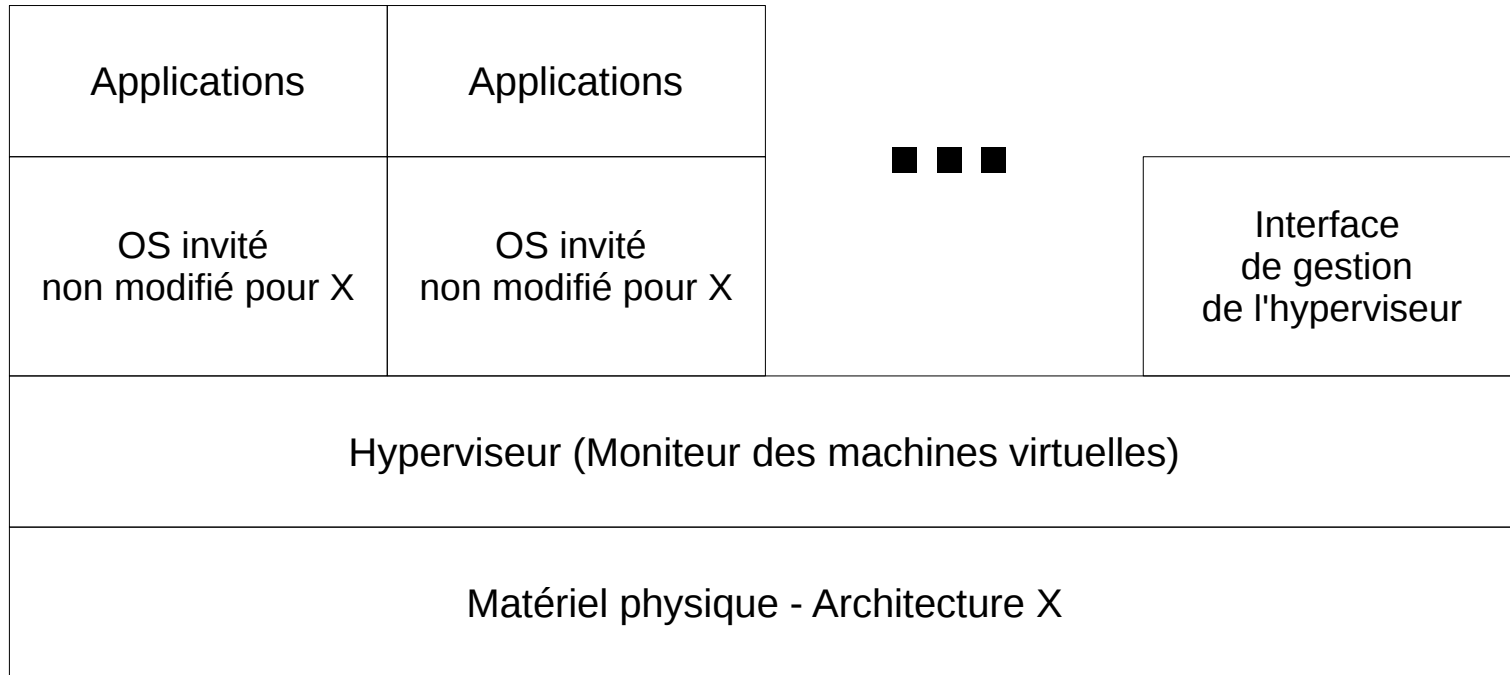 Applications
Applications
OS invité
non modifié pour X
OS invité
non modifié pour X
Interface
de gestion
de l'hyperviseur
Hyperviseur (Moniteur des machines virtuelles)
Matériel physique - Architecture X